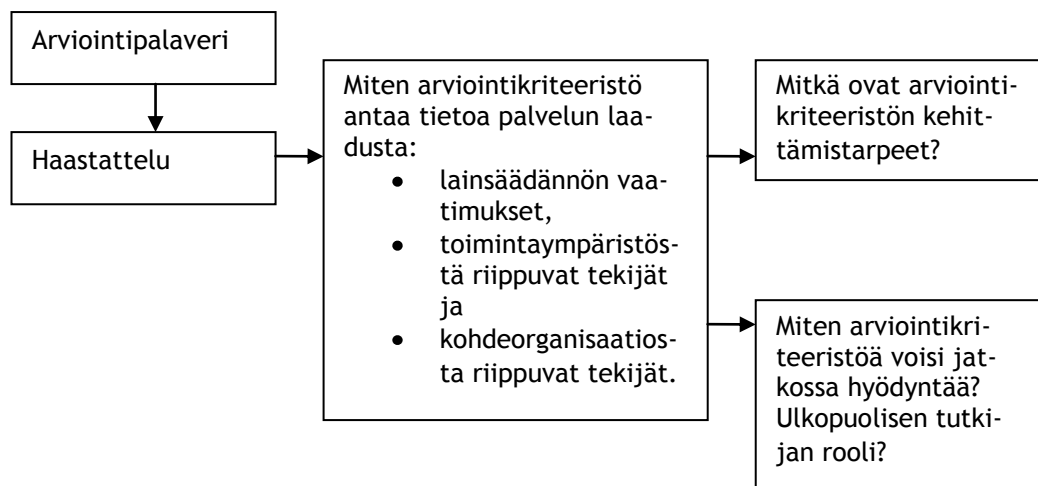 Arviointipalaveri
Haastattelu
Miten arviointikriteeristö
antaa tietoa palvelun laa-
dusta:
• lainsäädännön vaa-
timukset,
• toimintaympäristös-
tä riippuvat tekijät
ja
• kohdeorganisaatios-
ta riippuvat tekijät.
Mitkä ovat arviointi-
kriteeristön kehit-
tämistarpeet?
Miten arviointikri-
teeristöä voisi jat-
kossa hyödyntää?
Ulkopuolisen tutki-
jan rooli?